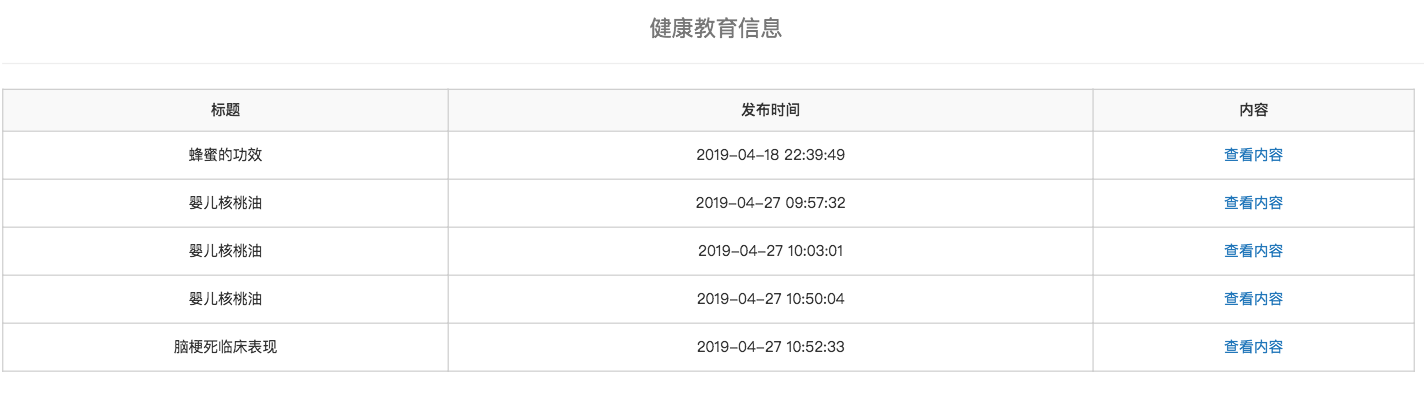 健康教育信息
标题 发布时间 内容
蜂蜜的功效 2019-04-18 22:39:49 查看内容
婴儿核桃油 2019-04-27 09:57:32 查看内容
婴儿核桃油 2019-04-27 10:03:01 查看内容
婴儿核桃油 2019-04-27 10:50:04 查看内容
脑梗死临床表现 2019-04-27 10:52:33 查看内容